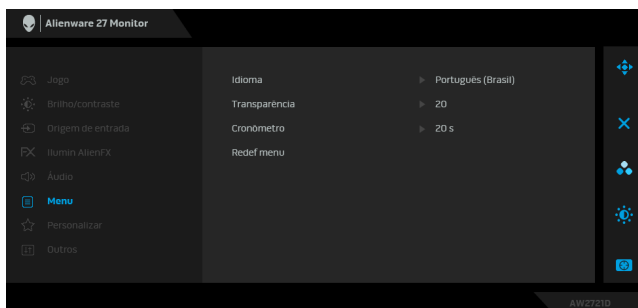 Alienware 27 Monitor
Jogo
Brilho/contraste
Origem de entrada
Ilumin AlienFX
Áudio
Menu
Personalizar
Outros
Idioma Português (Brasil)
Transparência 20
Cronômetro 20 s
Redef menu
AW2721D